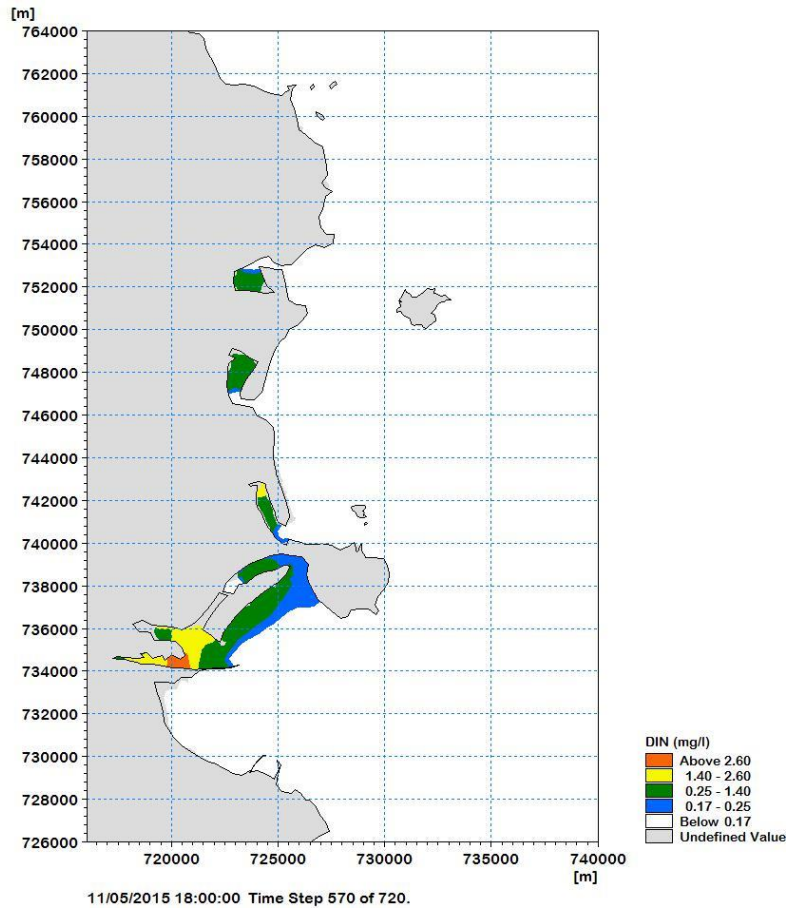 [m]
764000
762000
760000
758000
756000
754000
752000
750000
748000
746000
744000
742000
740000
738000
736000
734000
732000
730000
728000
726000
720000 725000 730000 735000 740000
[m]
DIN (mg/l)
Above 2.60
1.40 - 2.60
0.25 - 1.40
0.17 - 0.25
Below 0.17
Undefined Value
11/05/2015 18:00:00 Time Step 570 of 720.